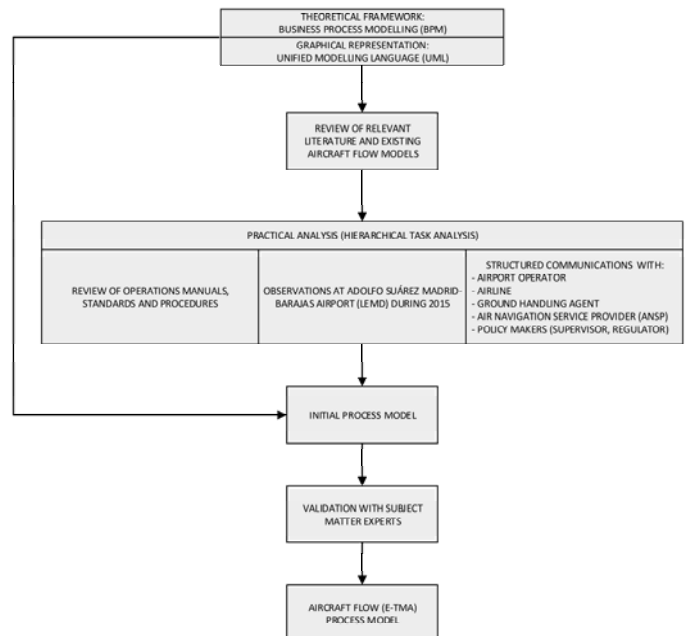 THEORETICAL FRAMEWORK:
BUSINESS PROCESS MODELLING (BPM)
GRAPHICAL REPRESENTATION:
UNIFIED MODELLING LANGUAGE (UML)
REVIEW OF RELEVANT
LITERATURE AND EXISTING
AIRCRAFT FLOW MODELS
PRACTICAL ANALYSIS (HIERARCHICAL TASK ANALYSIS)
REVIEW OF OPERATIONS MANUALS,
STANDARDS AND PROCEDURES
OBSERVATIONS AT ADOLFO SUÁREZ MADRID-
BARAJAS AIRPORT (LEMD) DURING 2015
STRUCTURED COMMUNICATIONS WITH:
- AIRPORT OPERATOR
- AIRLINE
- GROUND HANDLING AGENT
- AIR NAVIGATION SERVICE PROVIDER (ANSP)
- POLICY MAKERS (SUPERVISOR, REGULATOR)
INITIAL PROCESS MODEL
VALIDATION WITH SUBJECT
MATTER EXPERTS
AIRCRAFT FLOW (E-TMA)
PROCESS MODEL